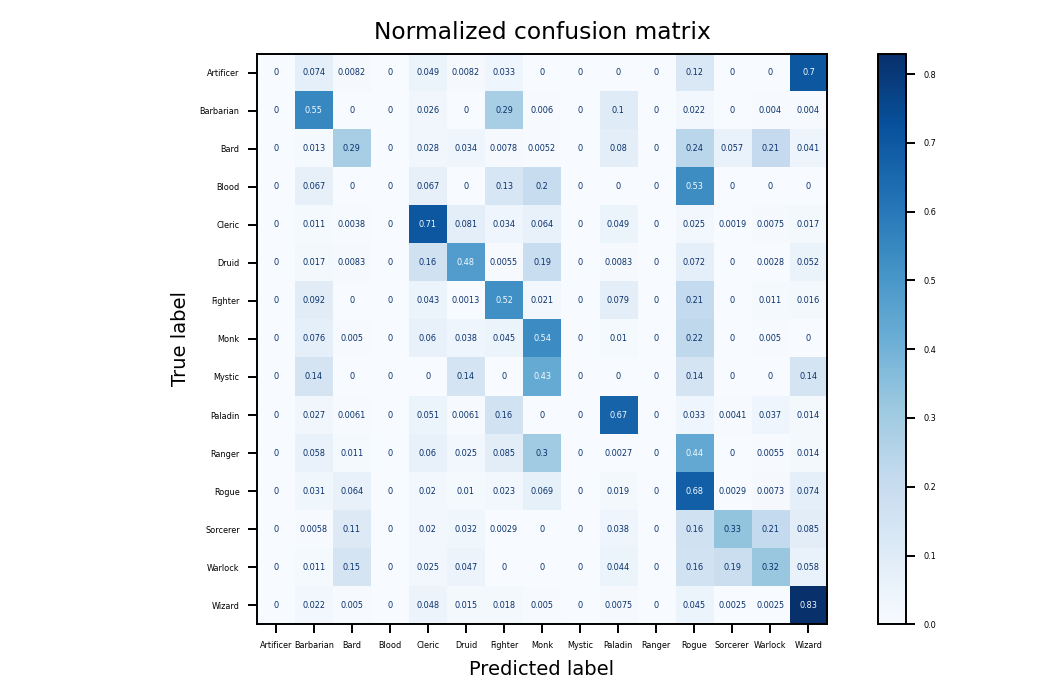 Normalized confusion matrix
Artificer 0 0.074 0.0082 0 0.049 0.0082 0.033 0 0 0 0 0.12 0 0 0.7
Barbarian 0 0.55 0 0 0.026 0 0.29 0.006 0 0.1 0 0.022 0 0.004 0.004
Bard 0 0.013 0.29 0 0.028 0.034 0.0078 0.0052 0 0.08 0 0.24 0.057 0.21 0.041
Blood 0 0.067 0 0 0.067 0 0.13 0.2 0 0 0 0.53 0 0 0
Cleric 0 0.011 0.0038 0 0.71 0.081 0.034 0.064 0 0.049 0 0.025 0.0019 0.0075 0.017
Druid 0 0.017 0.0083 0 0.16 0.48 0.0055 0.19 0 0.0083 0 0.072 0 0.0028 0.052
Fighter 0 0.092 0 0 0.043 0.0013 0.52 0.021 0 0.079 0 0.21 0 0.011 0.016
Monk 0 0.076 0.005 0 0.06 0.038 0.045 0.54 0 0.01 0 0.22 0 0.005 0
Mystic 0 0.14 0 0 0 0.14 0 0.43 0 0 0 0.14 0 0 0.14
Paladin 0 0.027 0.0061 0 0.051 0.0061 0.16 0 0 0.67 0 0.033 0.0041 0.037 0.014
Ranger 0 0.058 0.011 0 0.06 0.025 0.085 0.3 0 0.0027 0 0.44 0 0.0055 0.014
Rogue 0 0.031 0.064 0 0.02 0.01 0.023 0.069 0 0.019 0 0.68 0.0029 0.0073 0.074
Sorcerer 0 0.0058 0.11 0 0.02 0.032 0.0029 0 0 0.038 0 0.16 0.33 0.21 0.085
Warlock 0 0.011 0.15 0 0.025 0.047 0 0 0 0.044 0 0.16 0.19 0.32 0.058
Wizard 0 0.022 0.005 0 0.048 0.015 0.018 0.005 0 0.0075 0 0.045 0.0025 0.0025 0.83
Artificer Barbarian Bard Blood Cleric Druid Fighter Monk Mystic Paladin Ranger Rogue Sorcerer Warlock Wizard
Predicted label
True label
0.8
0.7
0.6
0.5
0.4
0.3
0.2
0.1
0.0